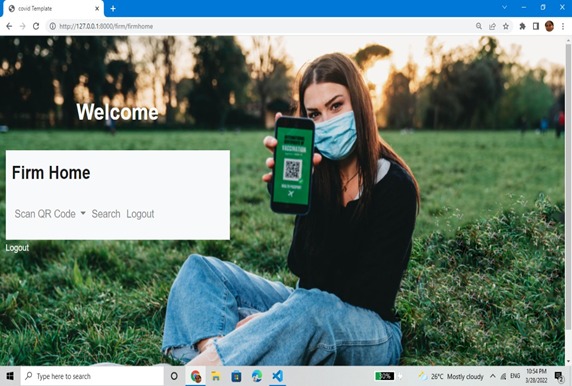 covid Template
http://127.0.0.1:8000/firm/firmhome
Welcome
VACCINATION
Firm Home
Scan QR Code Search Logout
Logout
Type here to search
26°C Mostly cloudy
ENG
10:54 PM
3/28/2022